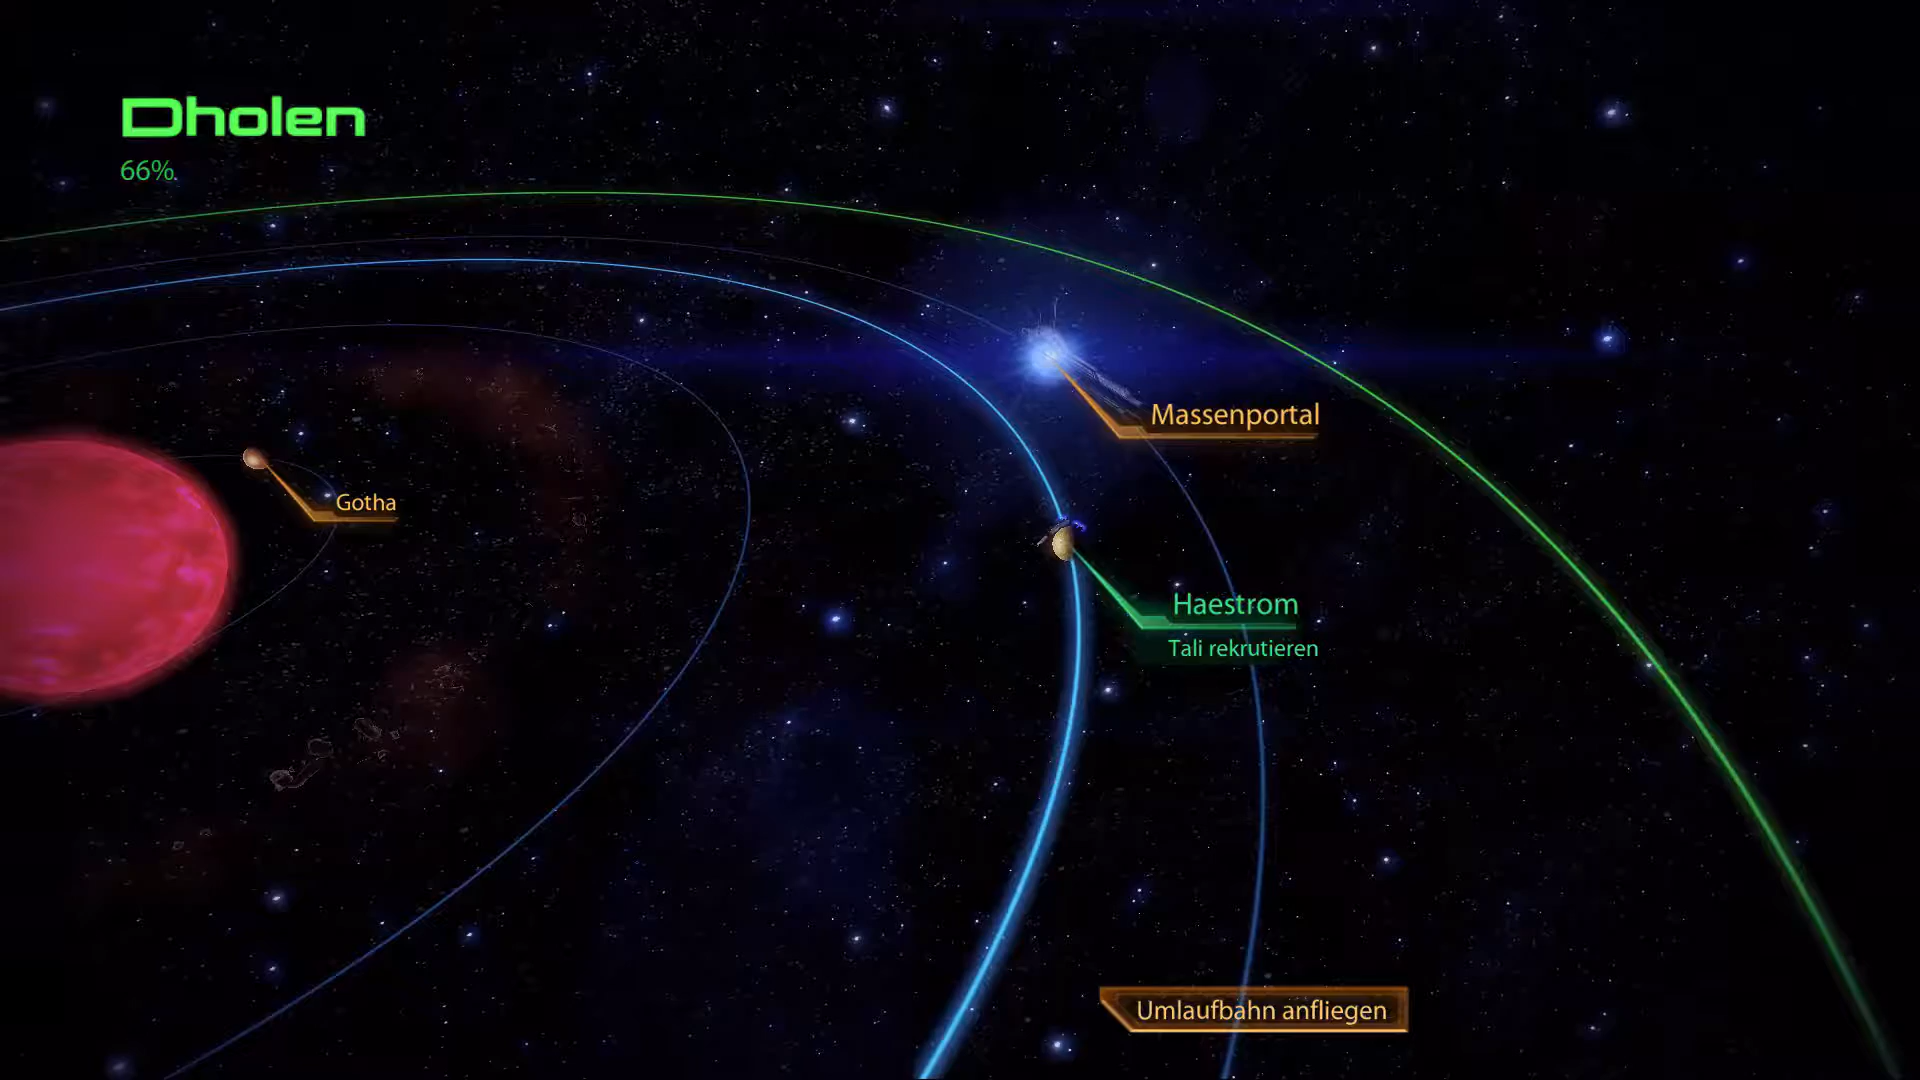 Dholen
66%
Massenportal
Gotha
Haestrom
Tali rekrutieren
Umlaufbahn anfliegen